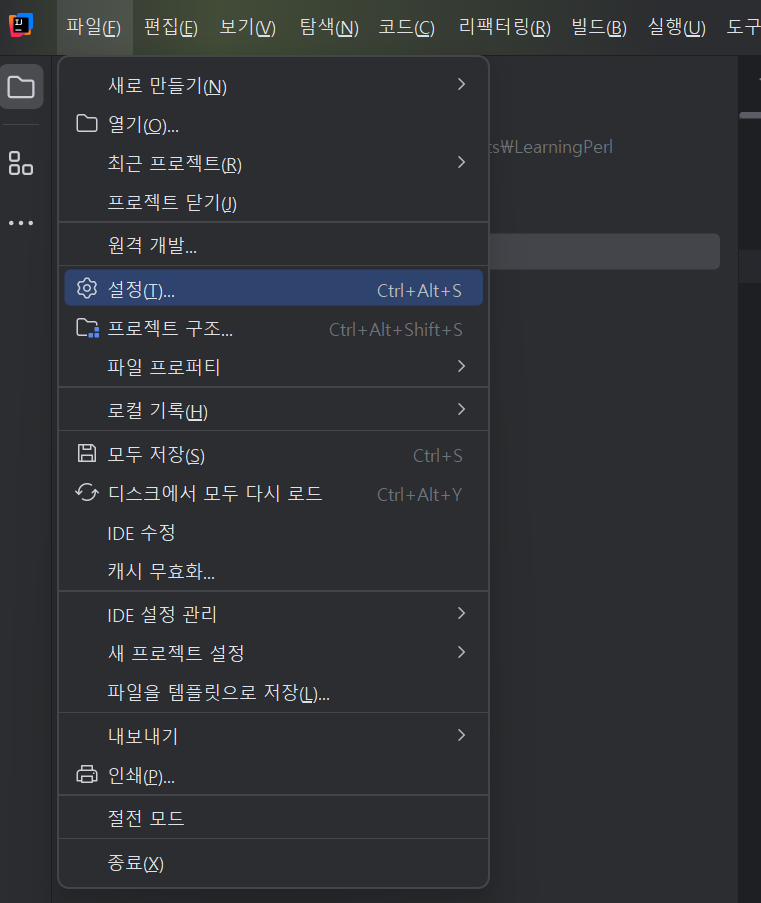 파일(F) 편집(E) 보기(V) 탐색(N) 코드(C) 리팩터링(R) 빌드(B) 실행(U) 도구
새로 만들기(N)
열기(O)...
최근 프로젝트(R)
ts₩LearningPerl
프로젝트 닫기(J)
원격 개발...
설정(T)... Ctrl+Alt+S
프로젝트 구조... Ctrl+Alt+Shift+S
파일 프로퍼티
로컬 기록(H)
모두 저장(S) Ctrl+S
디스크에서 모두 다시 로드 Ctrl+Alt+Y
IDE 수정
캐시 무효화...
IDE 설정 관리
새 프로젝트 설정
파일을 템플릿으로 저장(L)...
내보내기
인쇄(P)...
절전 모드
종료(X)